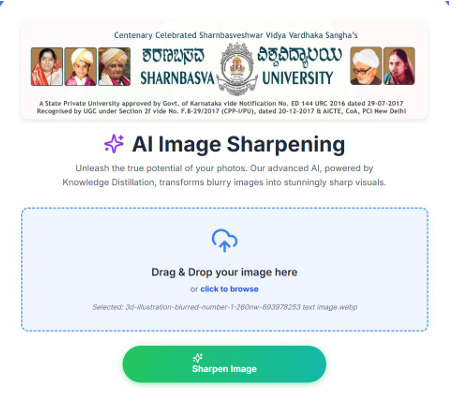 Centenary Celebrated Sharnbasveshwar Vidya Vardhaka Sangha's
ಶರಣಬಸವ ವಿಶ್ವವಿದ್ಯಾಲಯ
SHARNBASVA UNIVERSITY
A State Private University approved by Govt. of Karnataka vide Notification No. ED 144 URC 2016 dated 29-07-2017
Recognised by UGC under Section 2f vide No. F.8-29/2017 (CPP-I/PU), dated 20-12-2017 & AICTE, CoA, PCI New Delhi
AI Image Sharpening
Unleash the true potential of your photos. Our advanced AI, powered by
Knowledge Distillation, transforms blurry images into stunningly sharp visuals.
Drag & Drop your image here
or click to browse
Selected: 3d-illustration-blurred-number-1-260nw-693978253 text image.webp
Sharpen Image